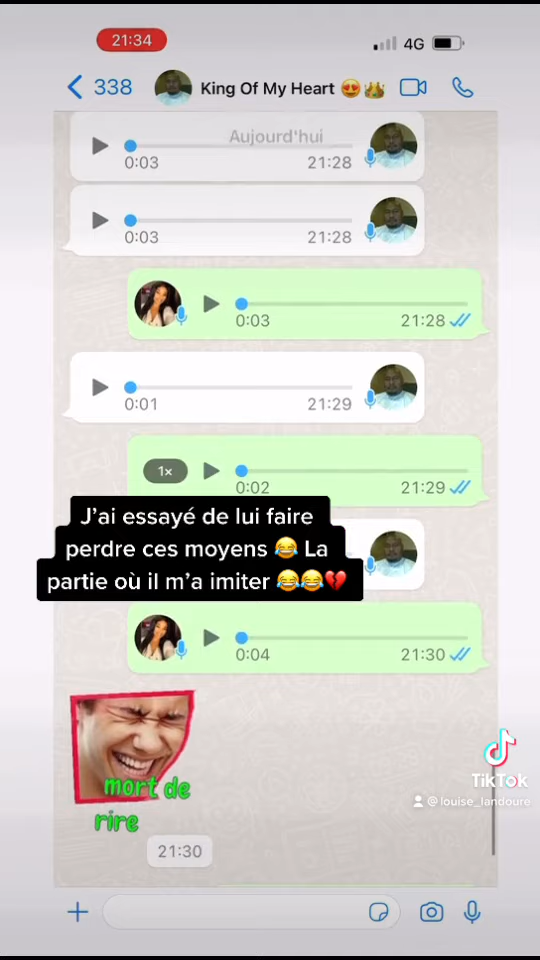 21:34
4G
338
King Of My Heart 😍👑
Aujourd'hui
0:03 21:28
0:03 21:28
0:03 21:28
0:01 21:29
1×
0:02 21:29
J'ai essayé de lui faire
perdre ces moyens 😂 La
partie où il m'a imiter 😂😂💔
0:04 21:30
mort de
rire
21:30
TikTok
@louise_landoure